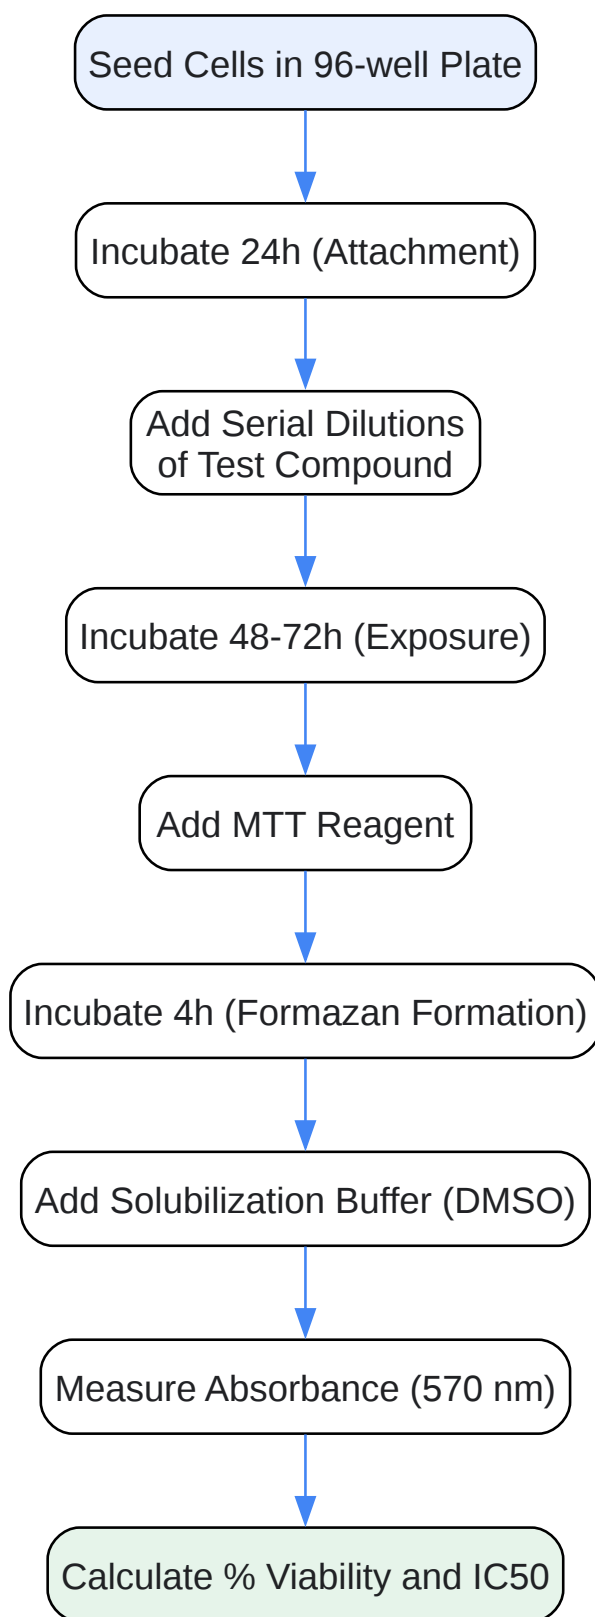 Seed Cells in 96-well Plate
Incubate 24h (Attachment)
Add Serial Dilutions
of Test Compound
Incubate 48-72h (Exposure)
Add MTT Reagent
Incubate 4h (Formazan Formation)
Add Solubilization Buffer (DMSO)
Measure Absorbance (570 nm)
Calculate % Viability and IC50